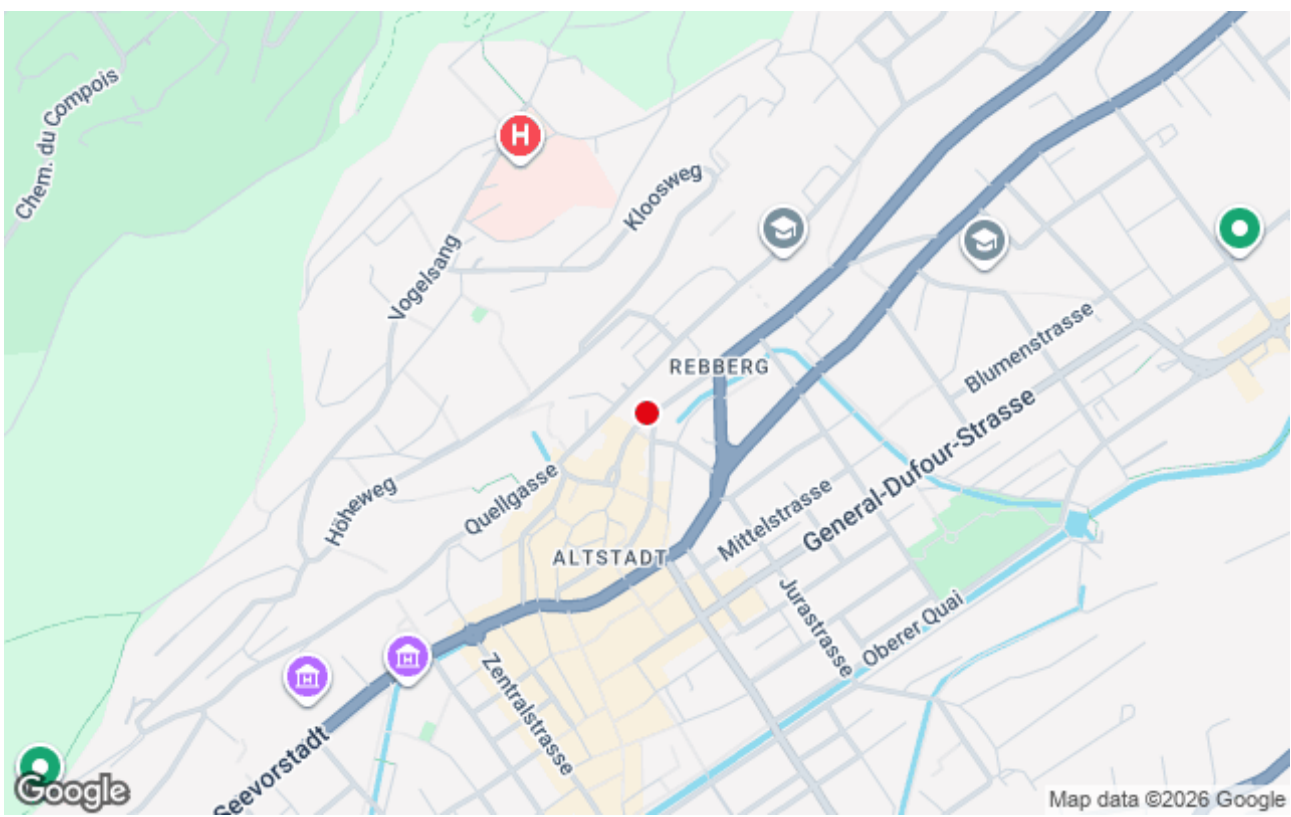 Chem. du Compois
H
Kloosweg
Vogelsang
REBBERG
Blumenstrasse
General-Dufour-Strasse
Höheweg
Quellgasse
Mittelstrasse
ALTSTADT
Jurastrasse
Oberer Quai
Zentralstrasse
Seevorstadt
Google
Map data ©2026 Google